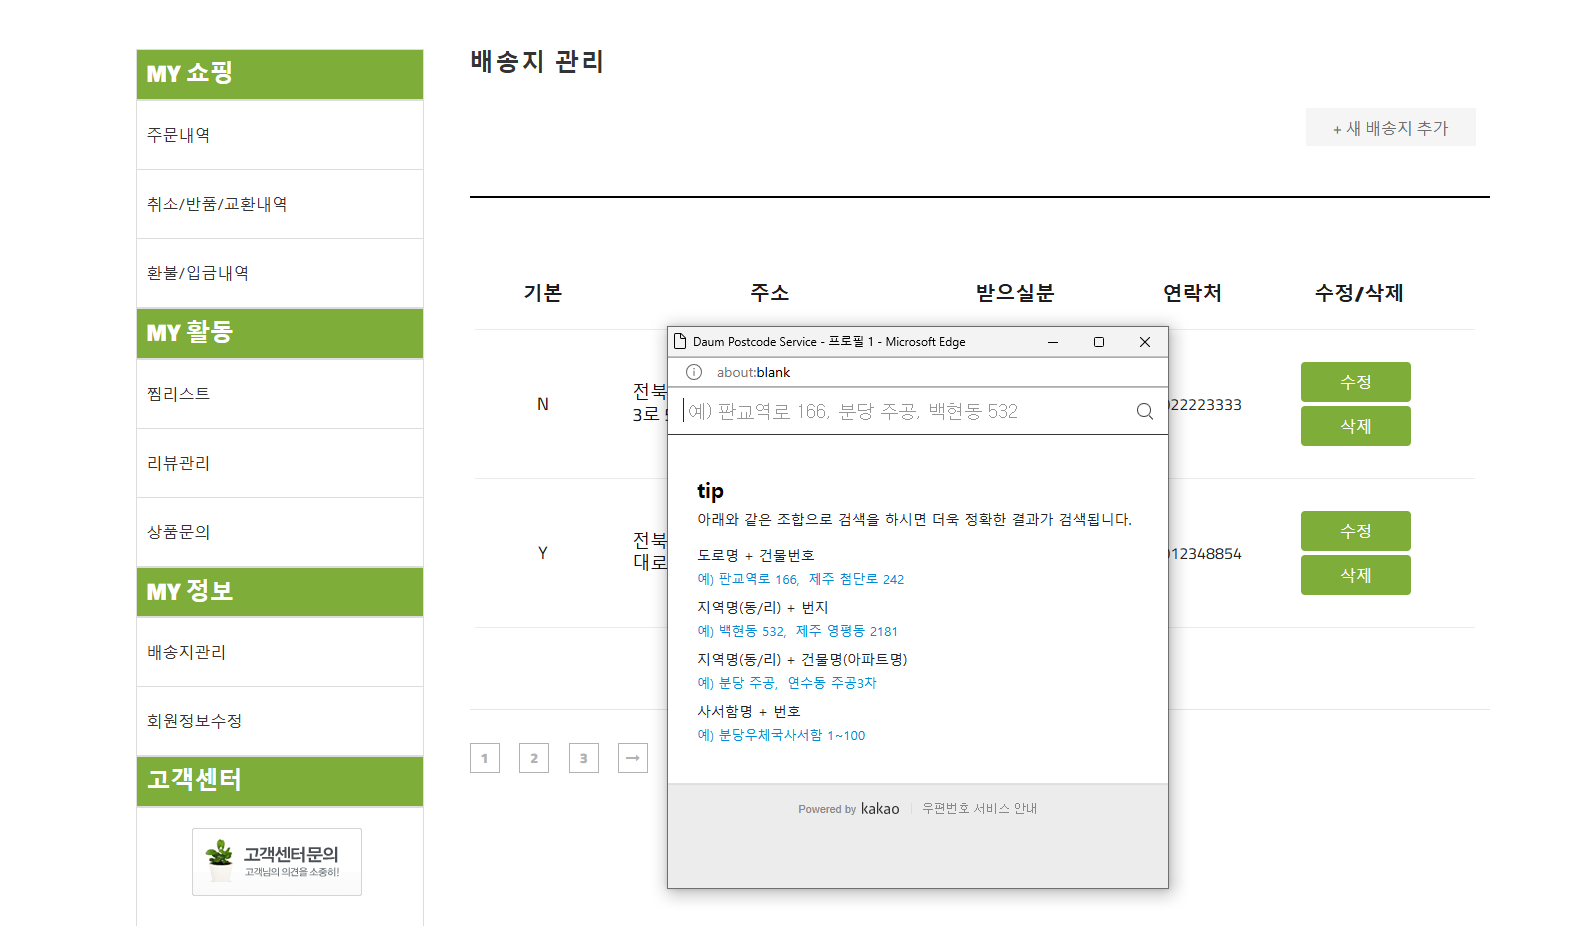 MY 쇼핑
주문내역
취소/반품/교환내역
환불/입금내역
MY 활동
찜리스트
리뷰관리
상품문의
MY 정보
배송지관리
회원정보수정
고객센터
고객센터문의
고객님의 의견을 소중히!
배송지 관리
+ 새 배송지 추가
기본 주소 받으실분 연락처 수정/삭제
N 전북 22223333 수정
3로 삭제
Y 전북 12348854 수정
대로 삭제
1 2 3 →
Daum Postcode Service - 프로필 1 - Microsoft Edge
about:blank
예) 판교역로 166, 분당 주공, 백현동 532
tip
아래와 같은 조합으로 검색을 하시면 더욱 정확한 결과가 검색됩니다.
도로명 + 건물번호
예) 판교역로 166, 제주 첨단로 242
지역명(동/리) + 번지
예) 백현동 532, 제주 영평동 2181
지역명(동/리) + 건물명(아파트명)
예) 분당 주공, 연수동 주공3차
사서함명 + 번호
예) 분당우체국사서함 1~100
Powered by kakao 우편번호 서비스 안내